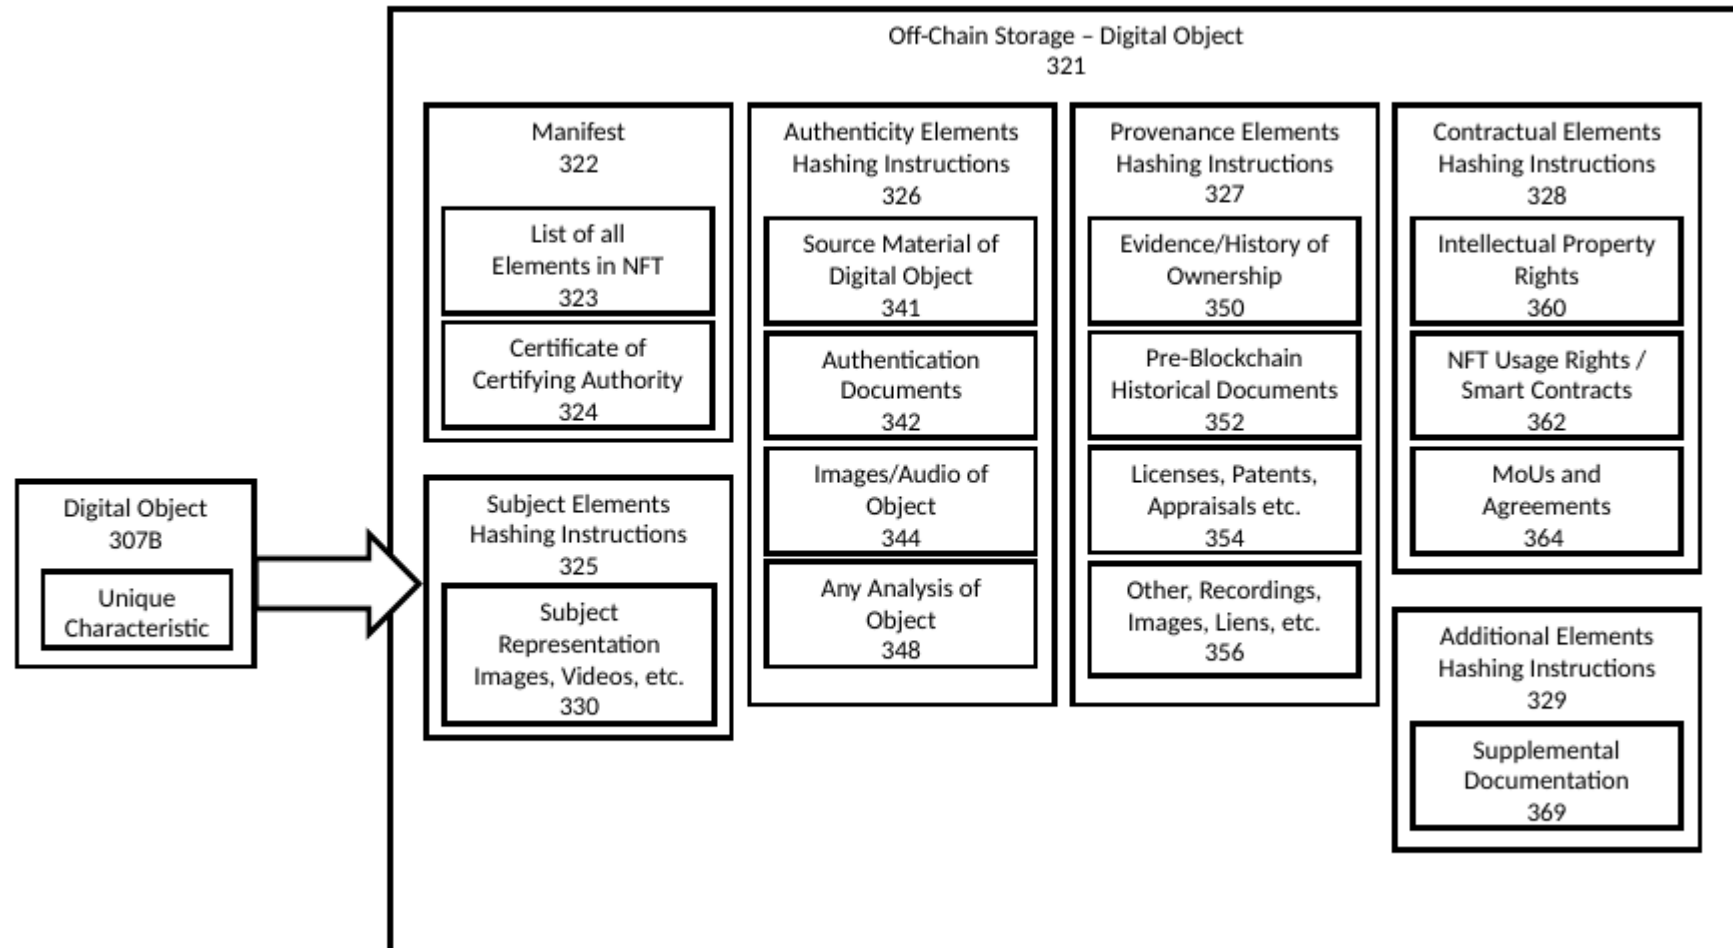 Off-Chain Storage – Digital Object
321
Manifest
322
List of all
Elements in NFT
323
Certificate of
Certifying Authority
324
Subject Elements
Hashing Instructions
325
Subject
Representation
Images, Videos, etc.
330
Digital Object
307B
Unique
Characteristic
Authenticity Elements
Hashing Instructions
326
Source Material of
Digital Object
341
Authentication
Documents
342
Images/Audio of
Object
344
Any Analysis of
Object
348
Provenance Elements
Hashing Instructions
327
Evidence/History of
Ownership
350
Pre-Blockchain
Historical Documents
352
Licenses, Patents,
Appraisals etc.
354
Other, Recordings,
Images, Liens, etc.
356
Contractual Elements
Hashing Instructions
328
Intellectual Property
Rights
360
NFT Usage Rights /
Smart Contracts
362
MoUs and
Agreements
364
Additional Elements
Hashing Instructions
329
Supplemental
Documentation
369